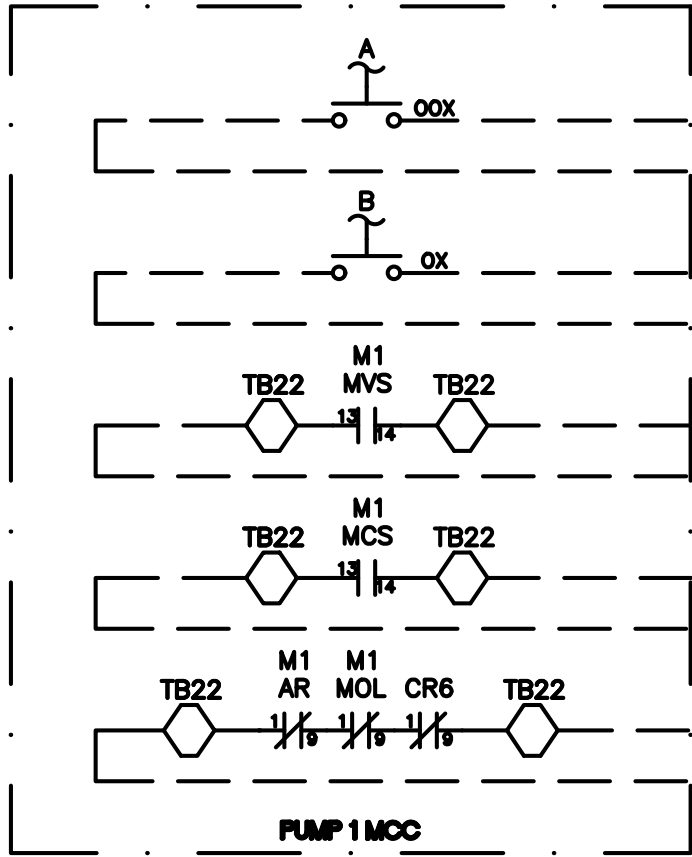 A
OOX
B
OX
M1
MVS
TB22 TB22
13 14
M1
MCS
TB22 TB22
13 14
M1 M1
TB22 AR MOL CR6 TB22
1 9 1 9 1 9
PUMP 1 MCC